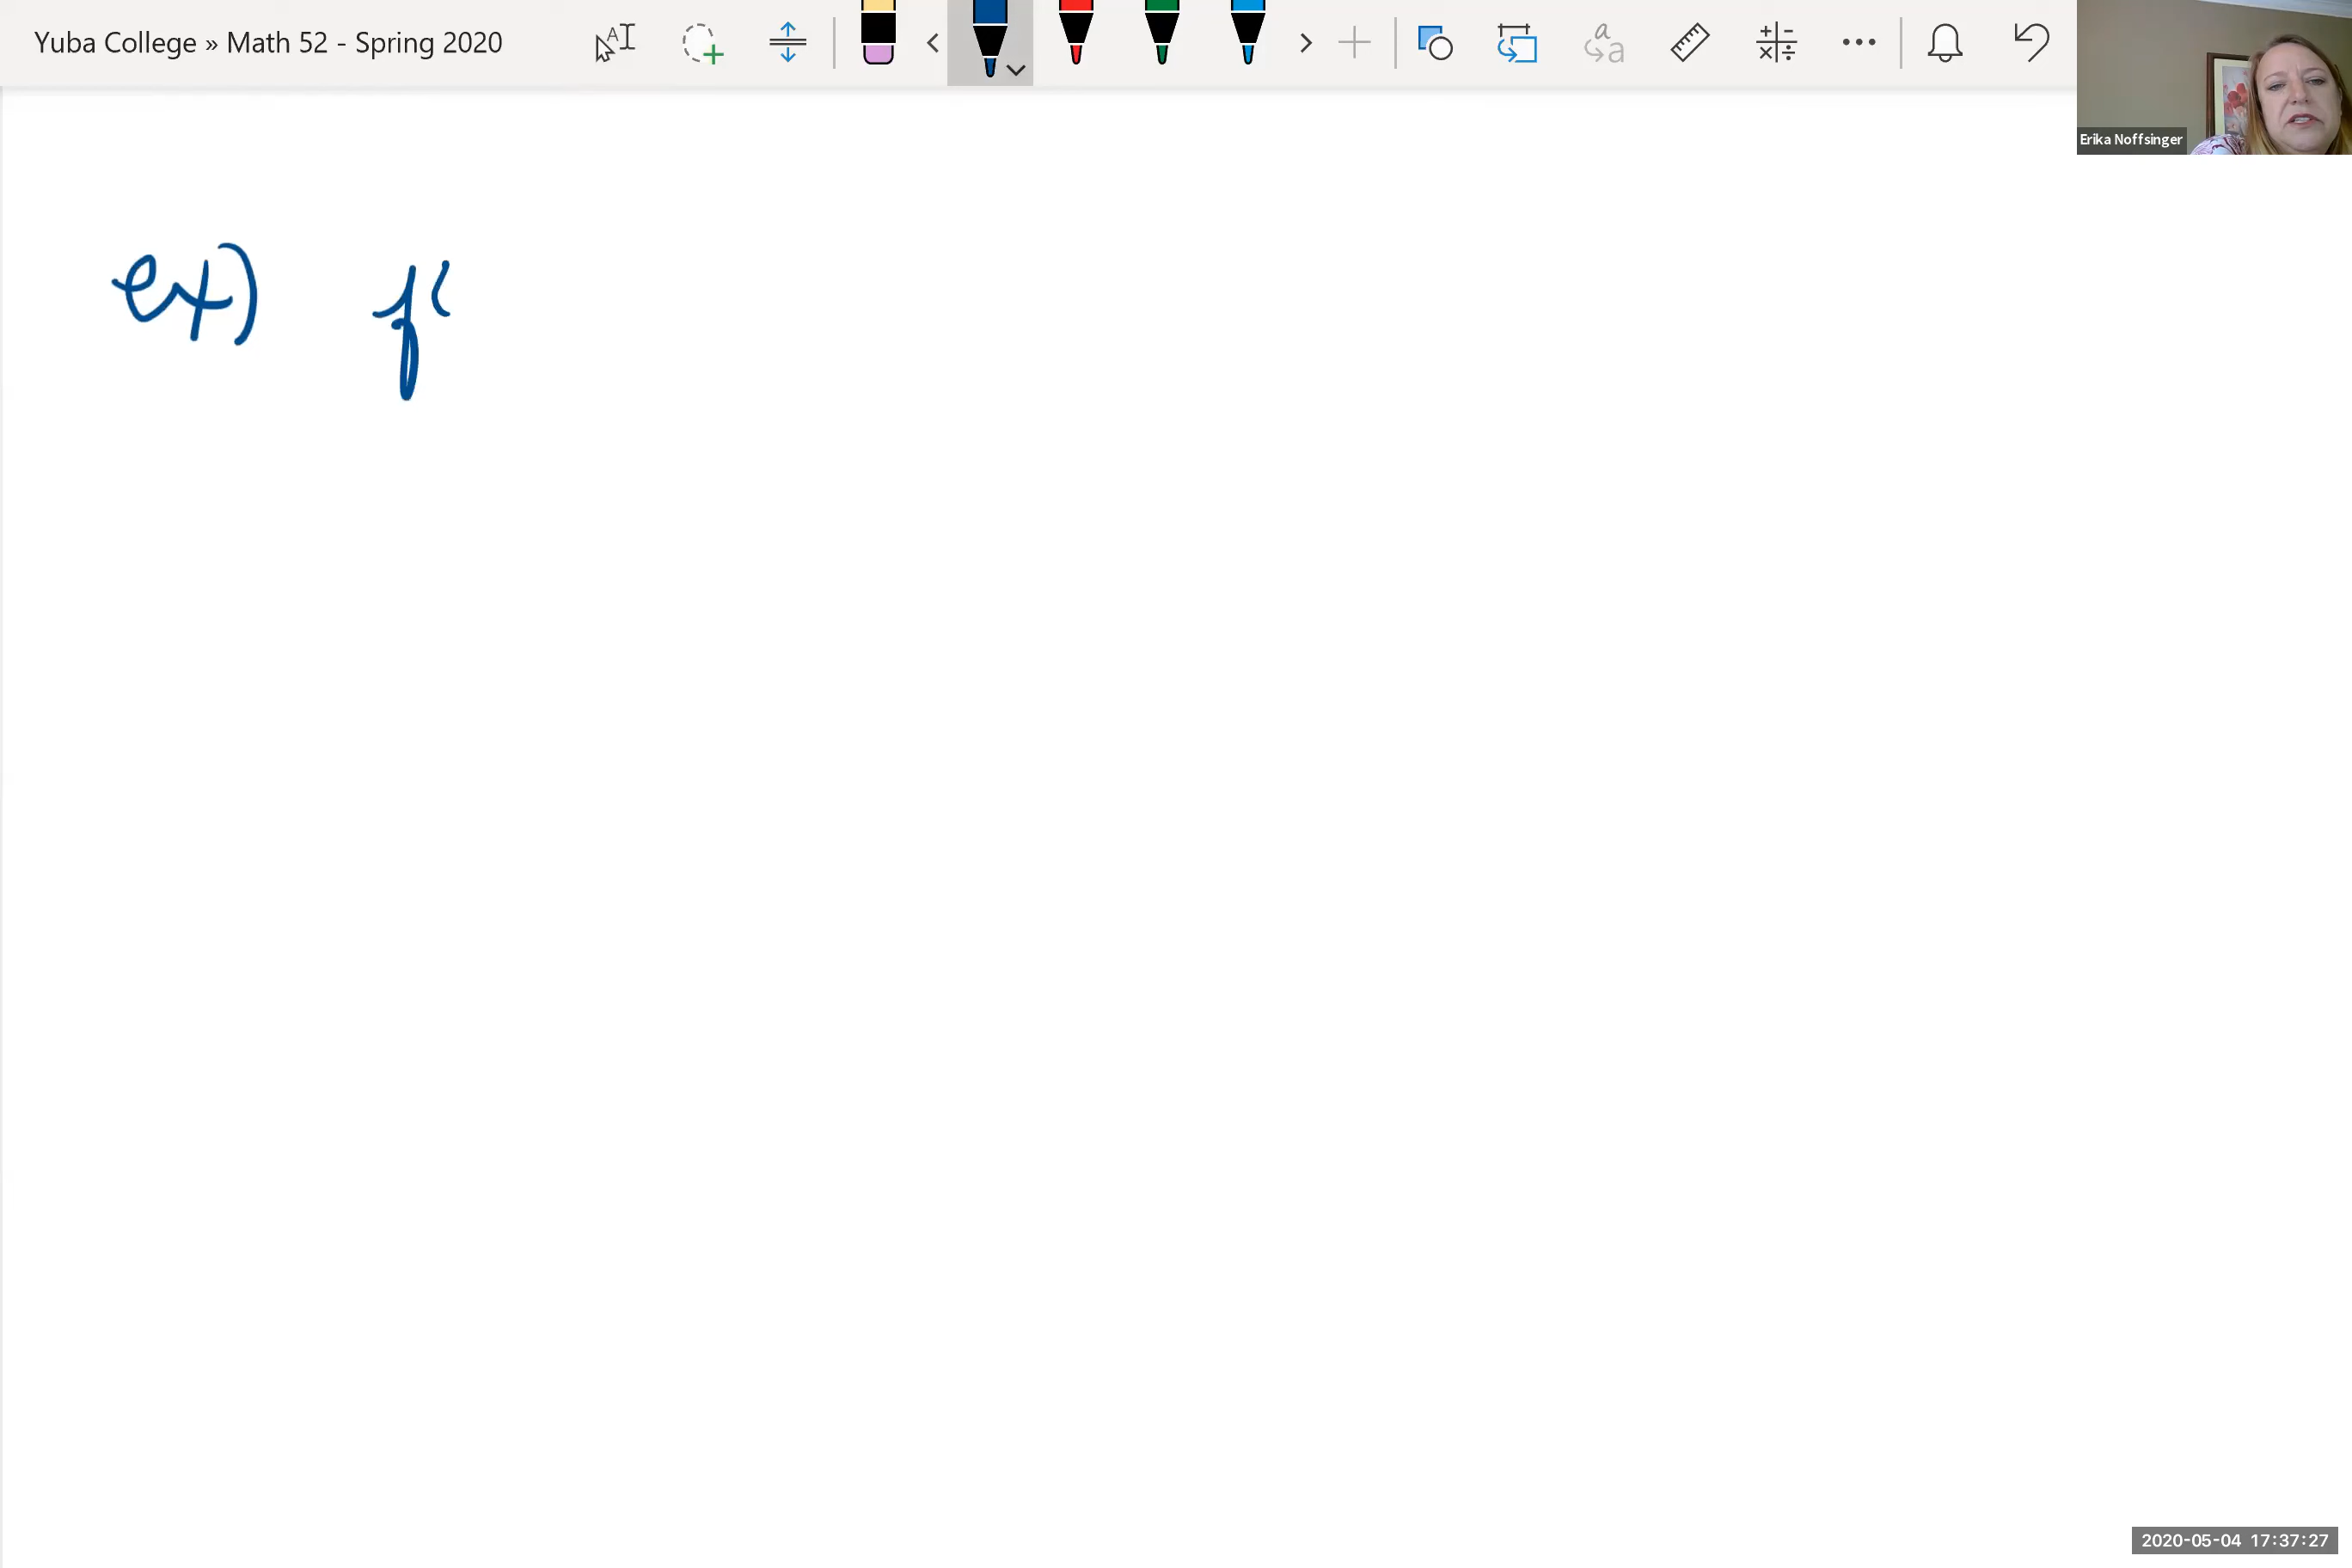 Yuba College » Math 52 - Spring 2020
Erika Noffsinger
ex) f(
2020-05-04 17:37:27